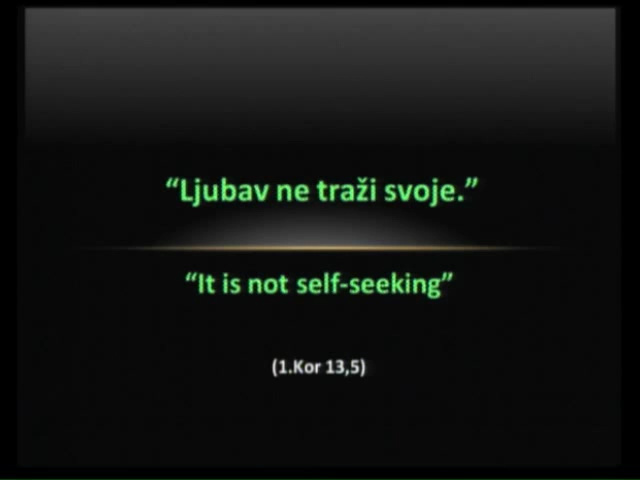 “Ljubav ne traži svoje.”
“It is not self-seeking”
(1.Kor 13,5)